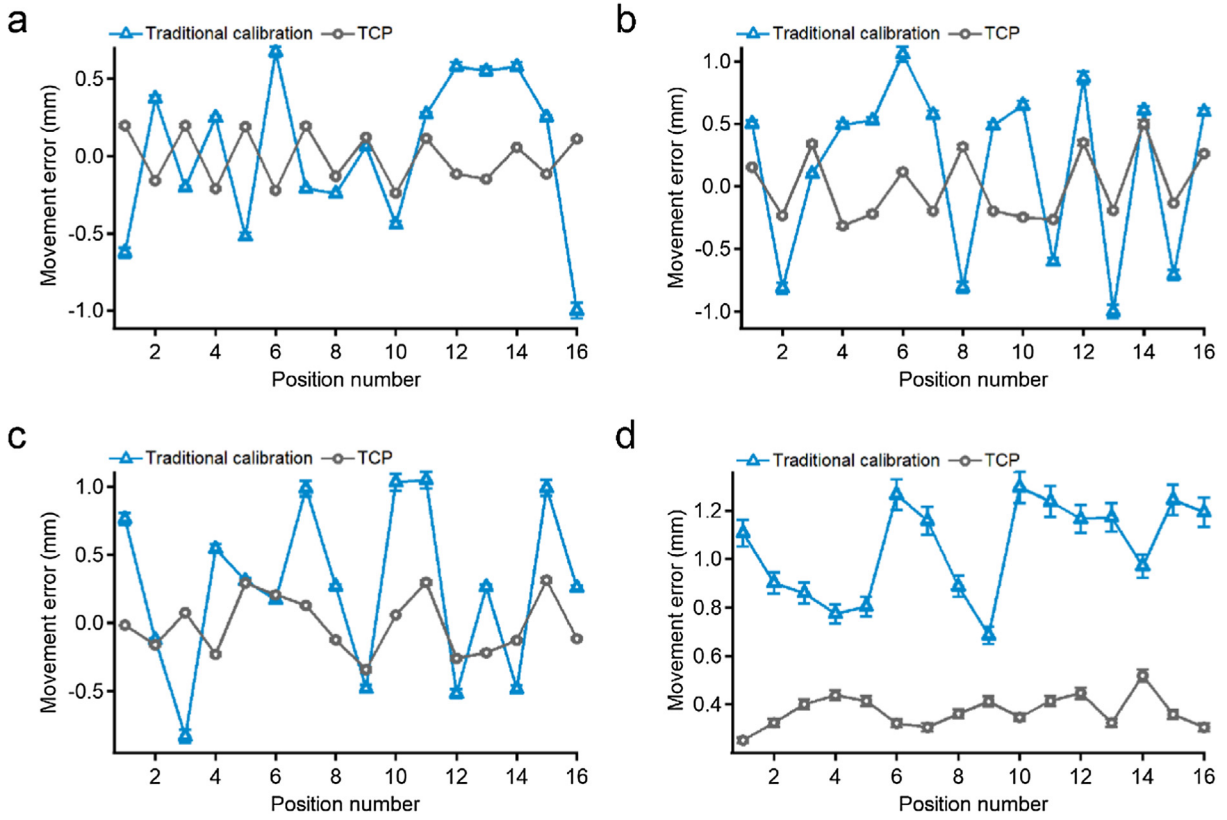 a
Traditional calibration TCP
Movement error (mm)
0.5
0.0
-0.5
-1.0
2 4 6 8 10 12 14 16
Position number
b
Traditional calibration TCP
Movement error (mm)
1.0
0.5
0.0
-0.5
-1.0
2 4 6 8 10 12 14 16
Position number
c
Traditional calibration TCP
Movement error (mm)
1.0
0.5
0.0
-0.5
2 4 6 8 10 12 14 16
Position number
d
Traditional calibration TCP
Movement error (mm)
1.2
1.0
0.8
0.6
0.4
2 4 6 8 10 12 14 16
Position number